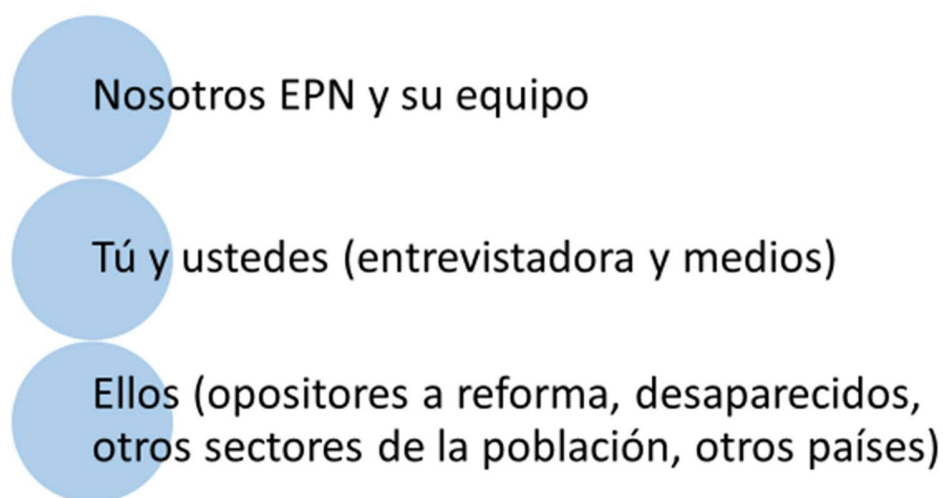 Nosotros EPN y su equipo
Tú y ustedes (entrevistadora y medios)
Ellos (opositores a reforma, desaparecidos,
otros sectores de la población, otros países)